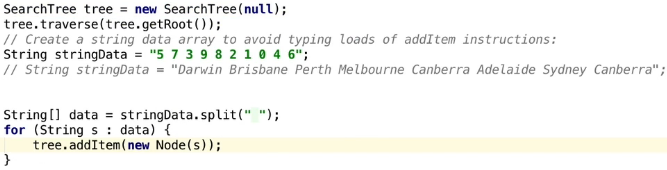 SearchTree tree = new SearchTree(null);
tree.traverse(tree.getRoot());
// Create a string data array to avoid typing loads of addItem instructions:
String stringData = "5 7 3 9 8 2 1 0 4 6";
// String stringData = "Darwin Brisbane Perth Melbourne Canberra Adelaide Sydney Canberra";
String[] data = stringData.split(" ");
for (String s : data) {
    tree.addItem(new Node(s));
}